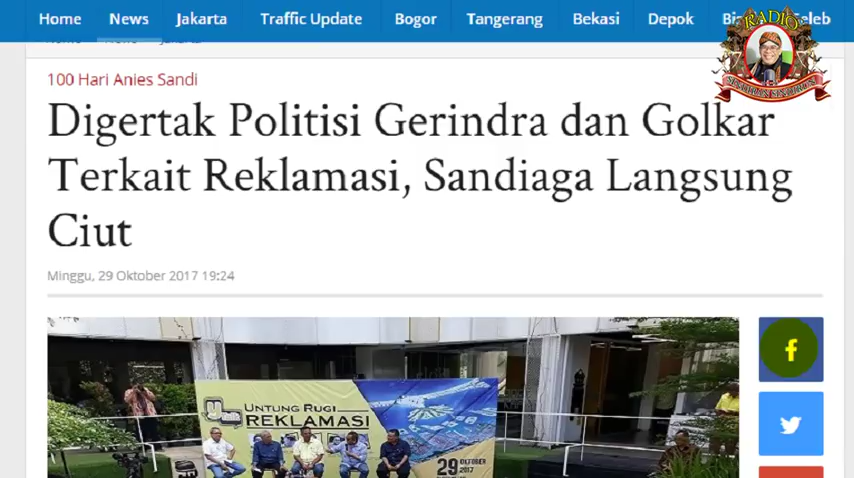 Home News Jakarta Traffic Update Bogor Tangerang Bekasi Depok
RADIO
100 Hari Anies Sandi
Digertak Politisi Gerindra dan Golkar
Terkait Reklamasi, Sandiaga Langsung
Ciut
Minggu, 29 Oktober 2017 19:24
UNTUNG RUGI
REKLAMASI
29 OKTOBER
2017